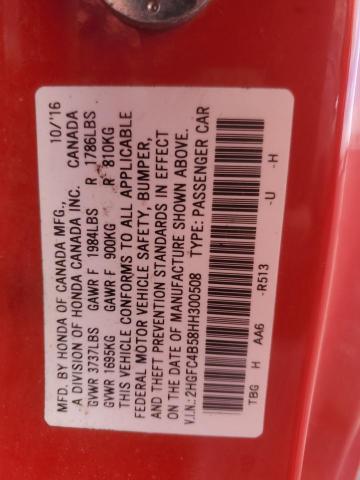 MFD. BY HONDA OF CANADA MFG., 10/'16
A DIVISION OF HONDA CANADA INC. CANADA
GVWR 3737LBS GAWR F 1984LBS R 1786LBS
GVWR 1695KG GAWR F 900KG R 810KG
THIS VEHICLE CONFORMS TO ALL APPLICABLE
FEDERAL MOTOR VEHICLE SAFETY, BUMPER,
AND THEFT PREVENTION STANDARDS IN EFFECT
ON THE DATE OF MANUFACTURE SHOWN ABOVE.
V.I.N.: 2HGFC4B58HH300508 TYPE: PASSENGER CAR
TBG H AA6 -R513 -U -H